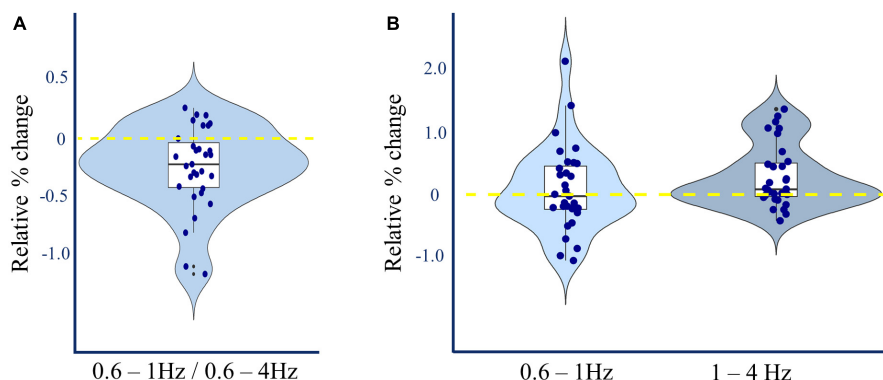 A
Relative % change
0.5
0
-0.5
-1.0
0.6 – 1Hz / 0.6 – 4Hz
B
Relative % change
2.0
1.0
0
-1.0
0.6 – 1Hz
1 – 4 Hz